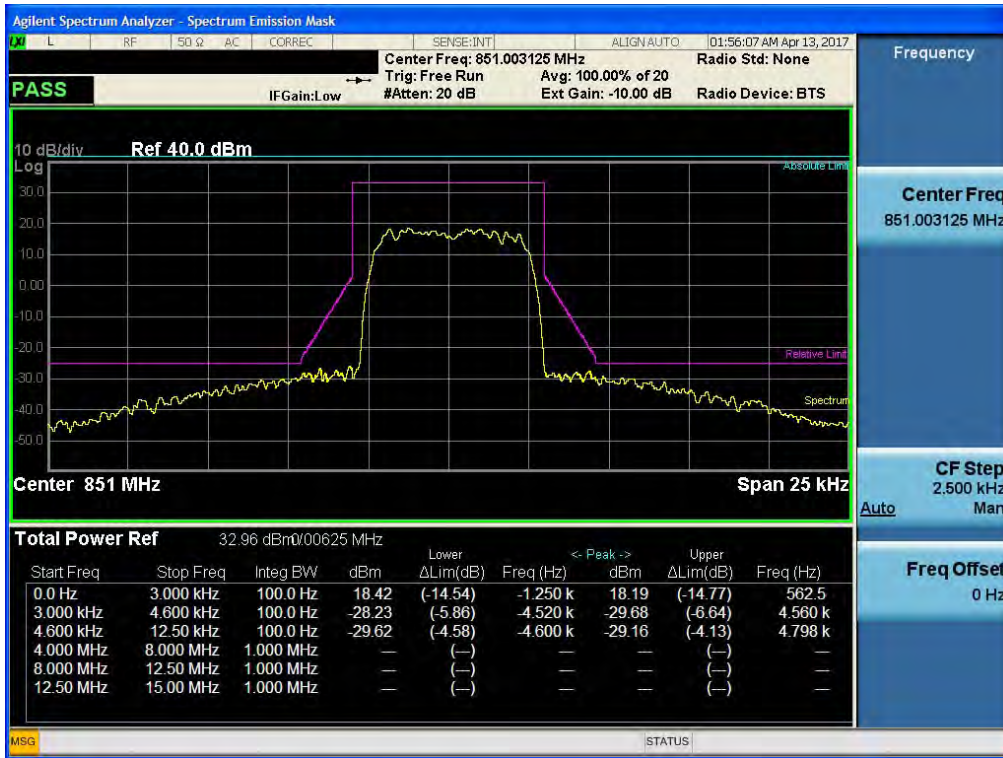 Agilent Spectrum Analyzer - Spectrum Emission Mask
LXI L RF 50 Ω AC CORREC SENSE:INT ALIGN AUTO 01:56:07 AM Apr 13, 2017
Center Freq: 851.003125 MHz Radio Std: None
Trig: Free Run Avg: 100.00% of 20
PASS IFGain:Low #Atten: 20 dB Ext Gain: -10.00 dB Radio Device: BTS
10 dB/div Ref 40.0 dBm
Log
Absolute Limit
30.0
20.0
10.0
0.00
-10.0
-20.0
Relative Limit
-30.0
Spectrum
-40.0
-50.0
Center 851 MHz Span 25 kHz
Total Power Ref 32.96 dBm/0.00625 MHz
Lower <- Peak -> Upper
Start Freq Stop Freq Integ BW dBm ΔLim(dB) Freq (Hz) dBm ΔLim(dB) Freq (Hz)
0.0 Hz 3.000 kHz 100.0 Hz 18.42 (-14.54) -1.250 k 18.19 (-14.77) 562.5
3.000 kHz 4.600 kHz 100.0 Hz -28.23 (-5.86) -4.520 k -29.68 (-6.64) 4.560 k
4.600 kHz 12.50 kHz 100.0 Hz -29.62 (-4.58) -4.600 k -29.16 (-4.13) 4.798 k
4.000 MHz 8.000 MHz 1.000 MHz — (—) — — (—) —
8.000 MHz 12.50 MHz 1.000 MHz — (—) — — (—) —
12.50 MHz 15.00 MHz 1.000 MHz — (—) — — (—) —
MSG STATUS
Frequency
Center Freq
851.003125 MHz
CF Step
2.500 kHz
Auto Man
Freq Offset
0 Hz